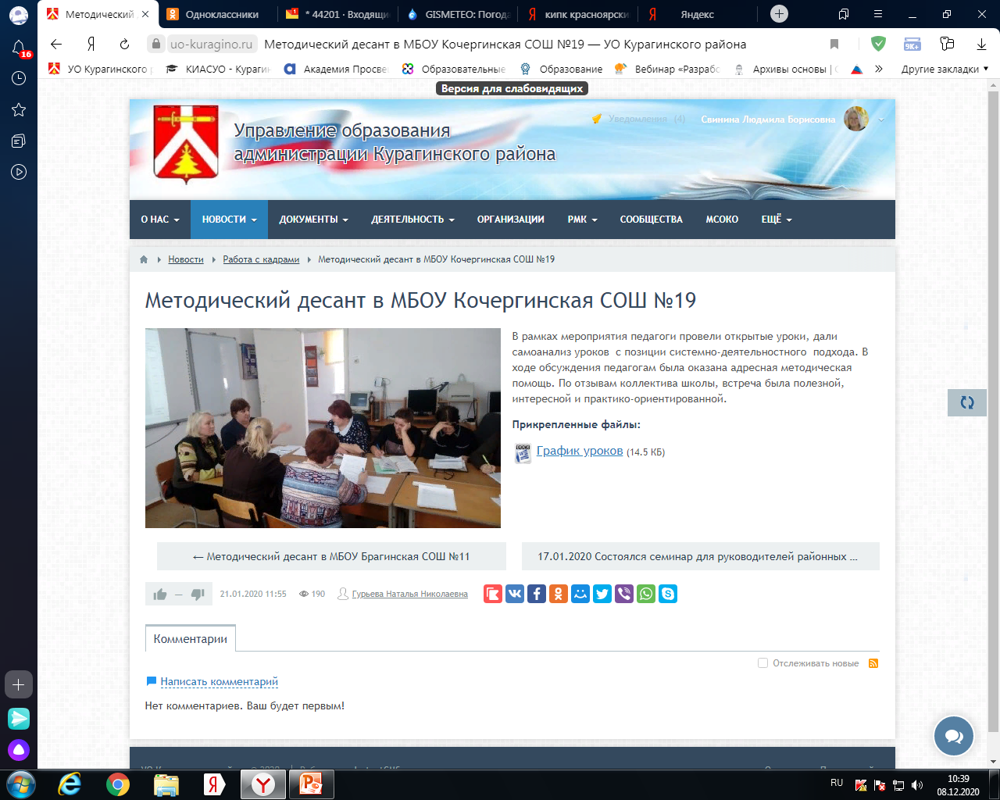 Методический д
Одноклассники
* 44201 · Входящи
GISMETEO: Погода
кипк красноярски
Яндекс
16
uo-kuragino.ru
Методический десант в МБОУ Кочергинская СОШ №19 — УО Курагинского района
9K+
УО Курагинского р
КИАСУО - Курагин
Академия Просве
Образовательные
Образование
Вебинар «Разрабо
Архивы основы | С
»
Другие закладки
Версия для слабовидящих
Управление образования
администрации Курагинского района
Уведомления (4)
Свинина Людмила Борисовна
О НАС
НОВОСТИ
ДОКУМЕНТЫ
ДЕЯТЕЛЬНОСТЬ
ОРГАНИЗАЦИИ
РМК
СООБЩЕСТВА
МСОКО
ЕЩЁ
Новости
Работа с кадрами
Методический десант в МБОУ Кочергинская СОШ №19
Методический десант в МБОУ Кочергинская СОШ №19
В рамках мероприятия педагоги провели открытые уроки, дали
самоанализ уроков с позиции системно-деятельностного подхода. В
ходе обсуждения педагогам была оказана адресная методическая
помощь. По отзывам коллектива школы, встреча была полезной,
интересной и практико-ориентированной.
Прикрепленные файлы:
График уроков (14.5 КБ)
← Методический десант в МБОУ Брагинская СОШ №11
17.01.2020 Состоялся семинар для руководителей районных ...
—
21.01.2020 11:55
190
Гурьева Наталья Николаевна
Комментарии
Отслеживать новые
Написать комментарий
Нет комментариев. Ваш будет первым!
RU
10:39
08.12.2020